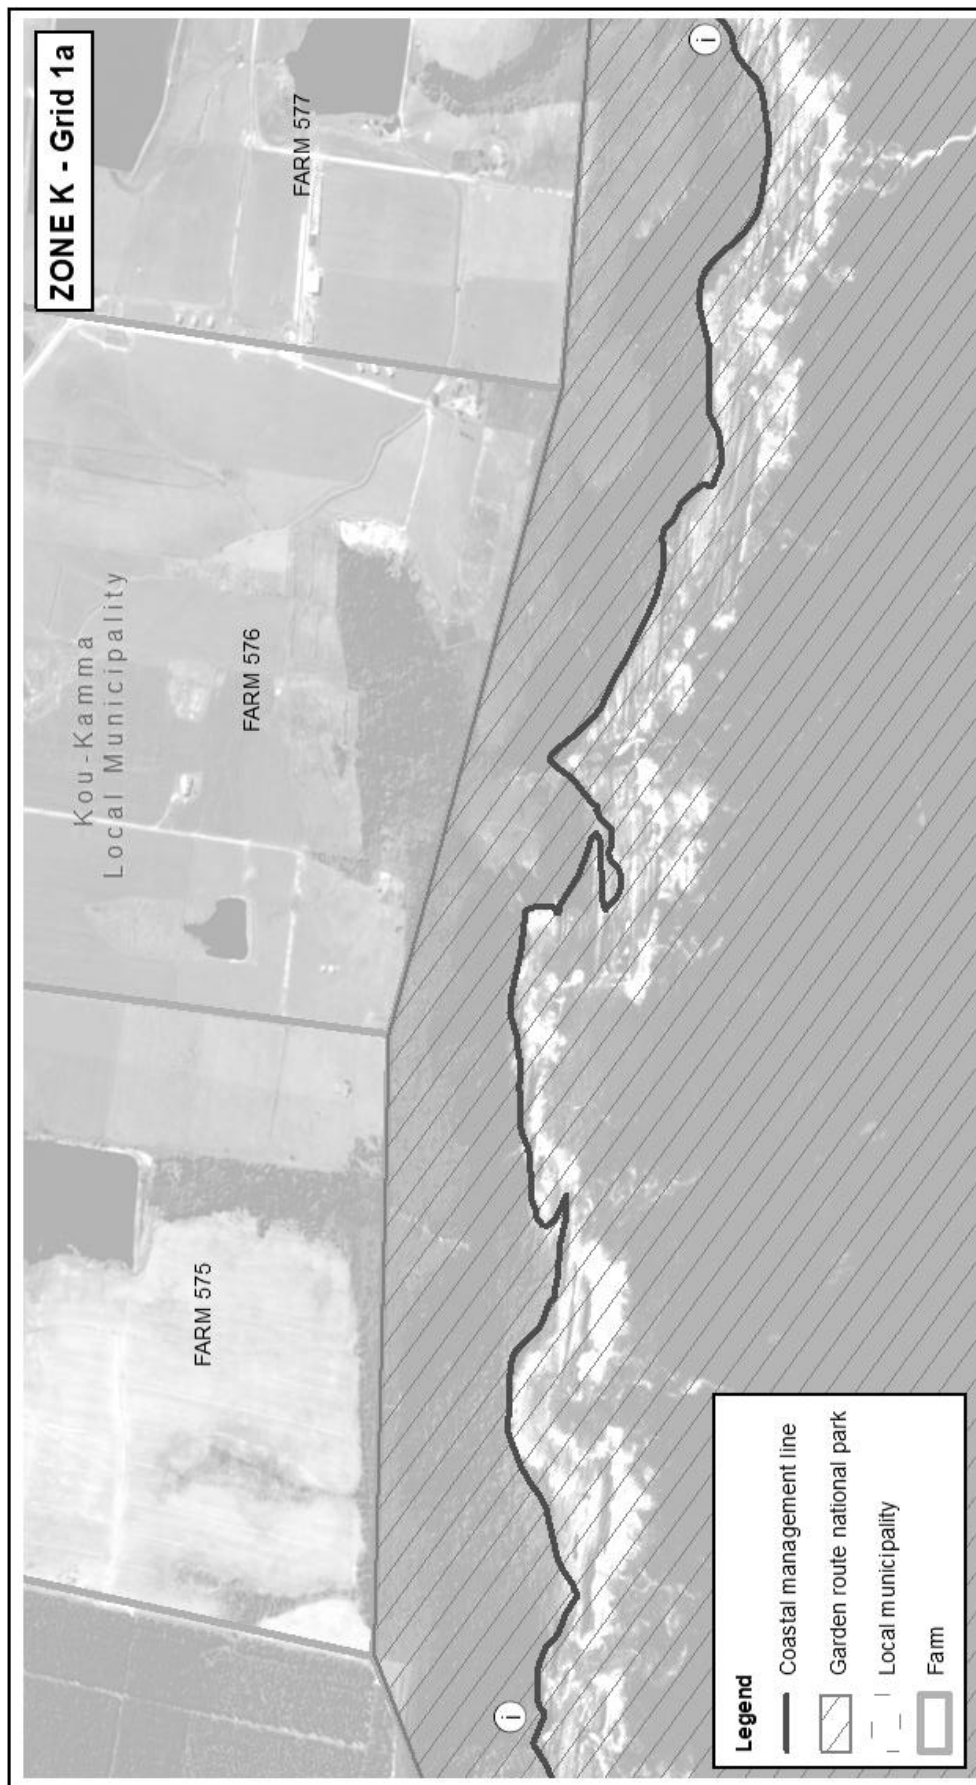 ZONE K - Grid 1a
Kou-Kamma
Local Municipality
FARM 575
FARM 576
FARM 577
i
i
Legend
Coastal management line
Garden route national park
Local municipality
Farm